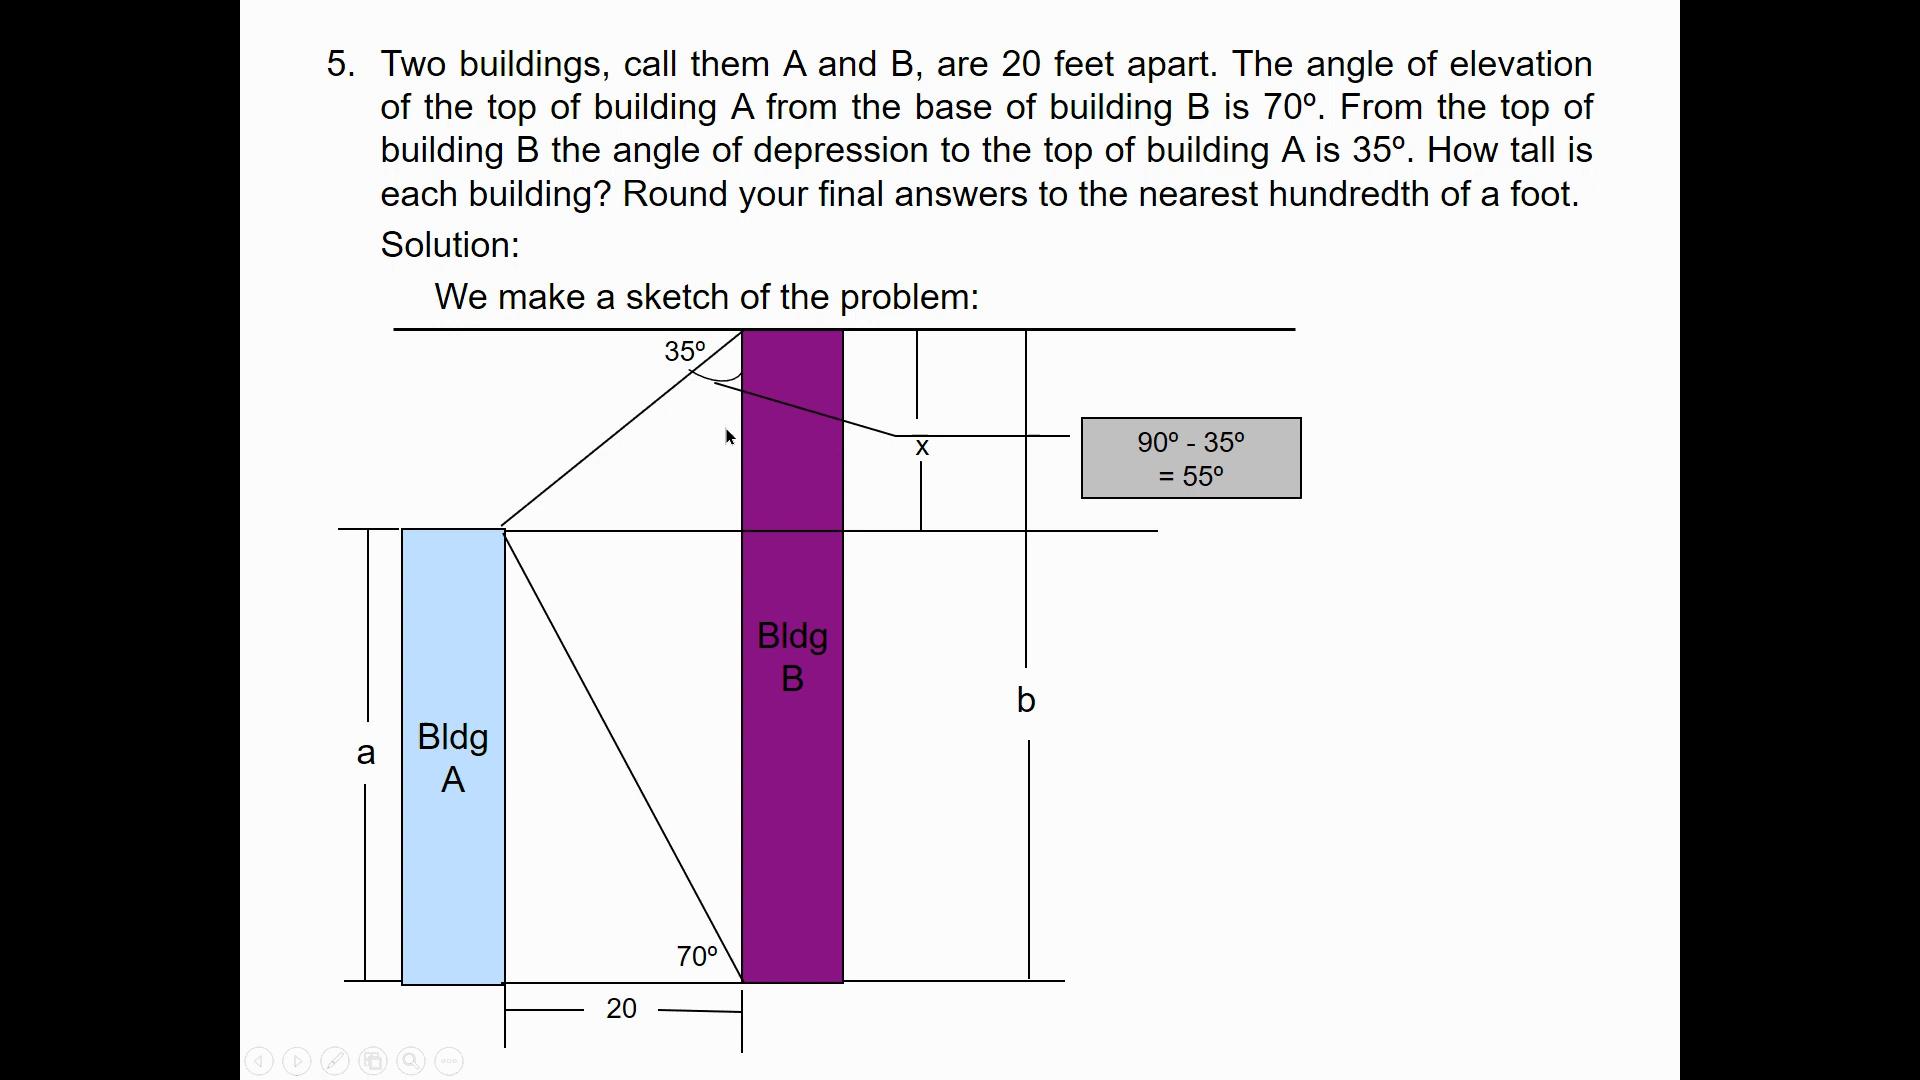 5. Two buildings, call them A and B, are 20 feet apart. The angle of elevation
of the top of building A from the base of building B is 70º. From the top of
building B the angle of depression to the top of building A is 35º. How tall is
each building? Round your final answers to the nearest hundredth of a foot.
Solution:
We make a sketch of the problem:
35º
x
90º - 35º
= 55º
Bldg
B
b
Bldg
A
a
70º
20